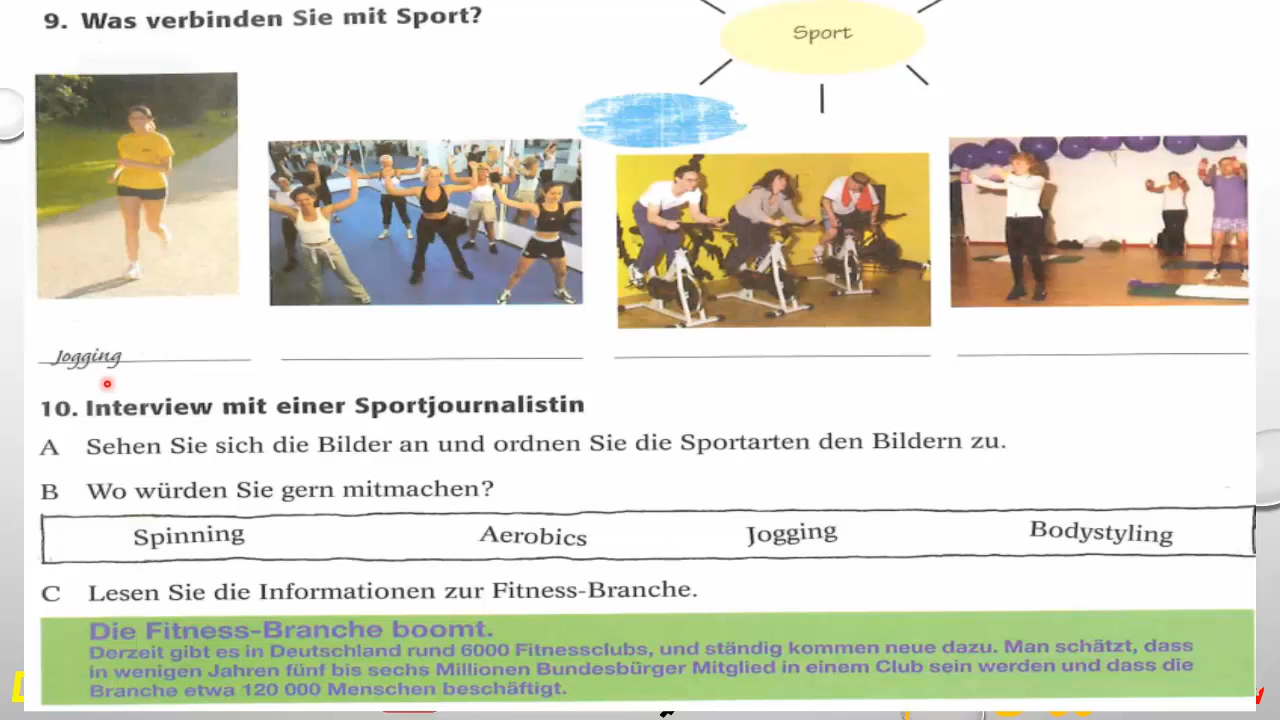 9. Was verbinden Sie mit Sport?
Sport
Jogging
10. Interview mit einer Sportjournalistin
A Sehen Sie sich die Bilder an und ordnen Sie die Sportarten den Bildern zu.
B Wo würden Sie gern mitmachen?
Spinning Aerobics Jogging Bodystyling
C Lesen Sie die Informationen zur Fitness-Branche.
Die Fitness-Branche boomt.
Derzeit gibt es in Deutschland rund 6000 Fitnessclubs, und ständig kommen neue dazu. Man schätzt, dass
in wenigen Jahren fünf bis sechs Millionen Bundesbürger Mitglied in einem Club sein werden und dass die
Branche etwa 120 000 Menschen beschäftigt.